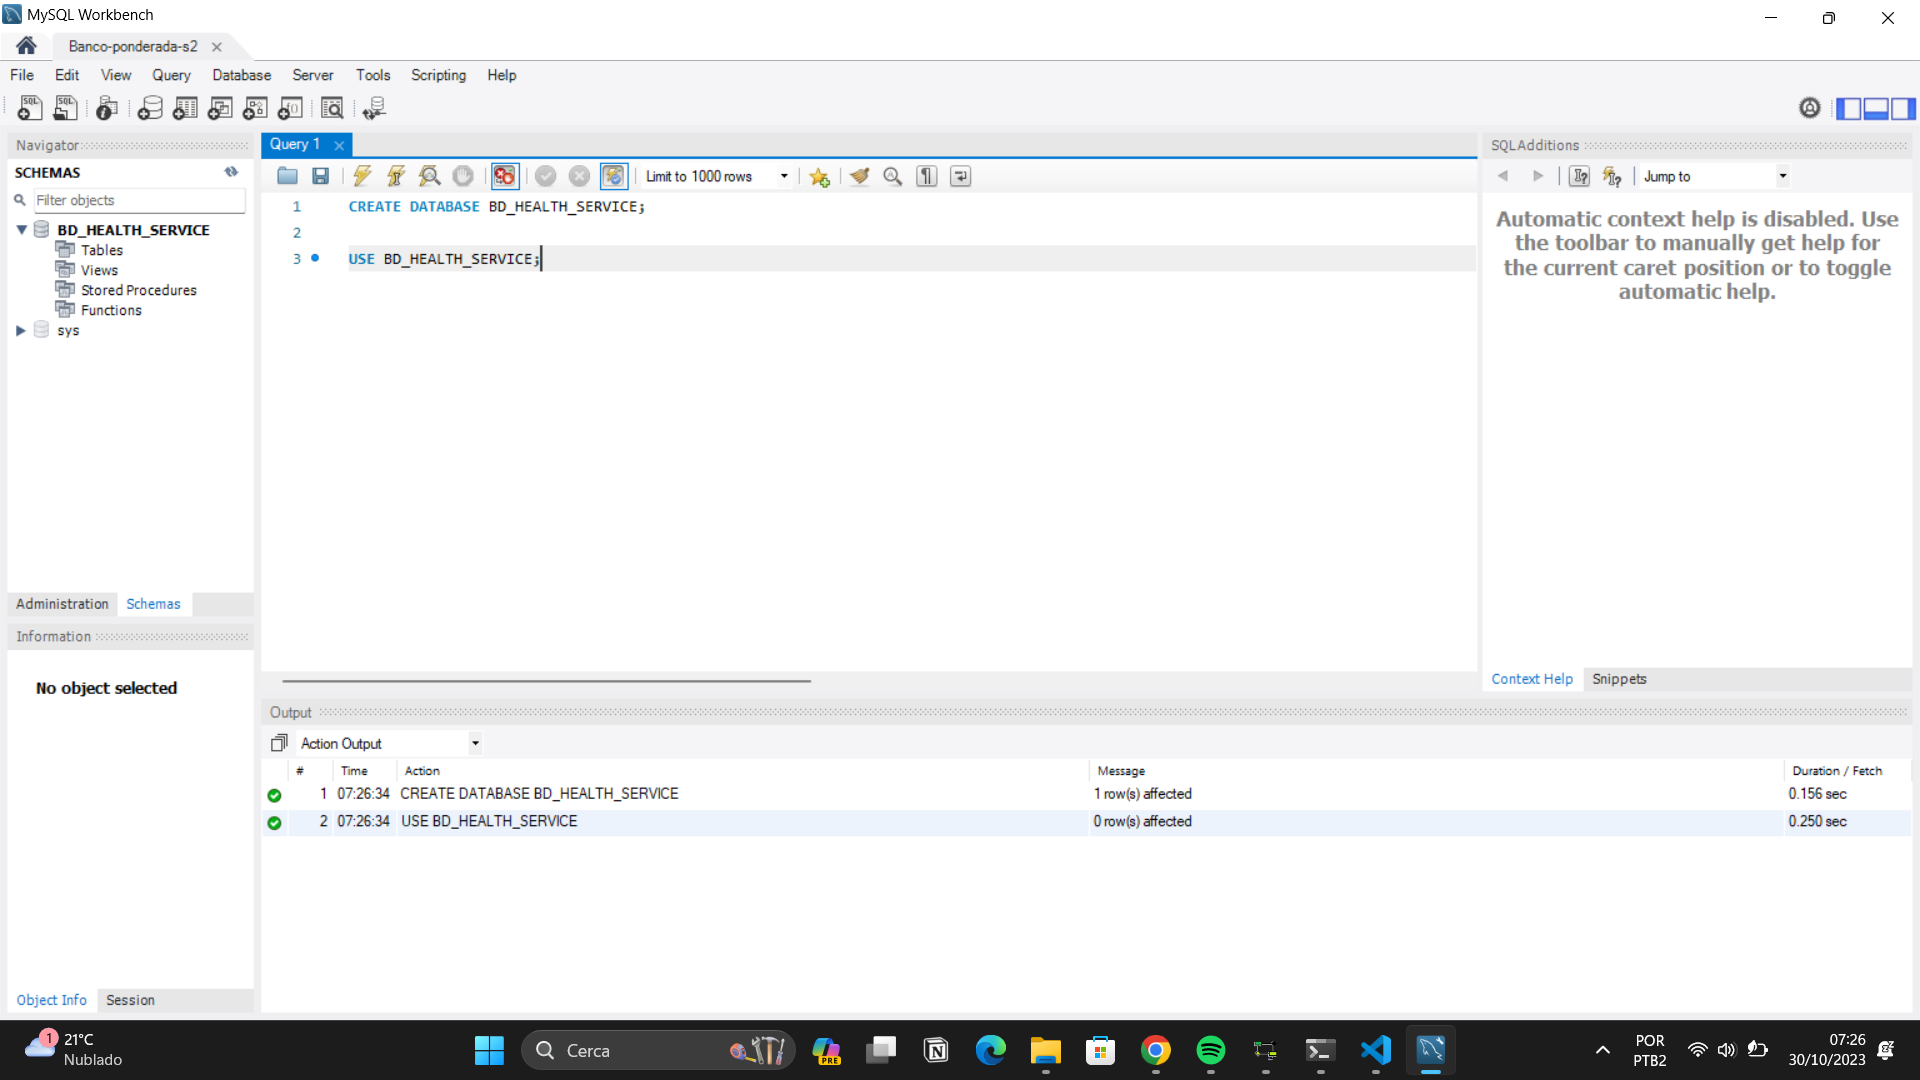 MySQL Workbench
Banco-ponderada-s2
File Edit View Query Database Server Tools Scripting Help
Navigator
SCHEMAS
Filter objects
BD_HEALTH_SERVICE
Tables
Views
Stored Procedures
Functions
sys
Administration Schemas
Information
No object selected
Object Info Session
Query 1
Limit to 1000 rows
1 CREATE DATABASE BD_HEALTH_SERVICE;
2
3 USE BD_HEALTH_SERVICE;
SQLAdditions
Jump to
Automatic context help is disabled. Use
the toolbar to manually get help for
the current caret position or to toggle
automatic help.
Context Help Snippets
Output
Action Output
# Time Action Message Duration / Fetch
1 07:26:34 CREATE DATABASE BD_HEALTH_SERVICE 1 row(s) affected 0.156 sec
2 07:26:34 USE BD_HEALTH_SERVICE 0 row(s) affected 0.250 sec
1
21°C
Nublado
Cerca
PRE
POR
PTB2
07:26
30/10/2023